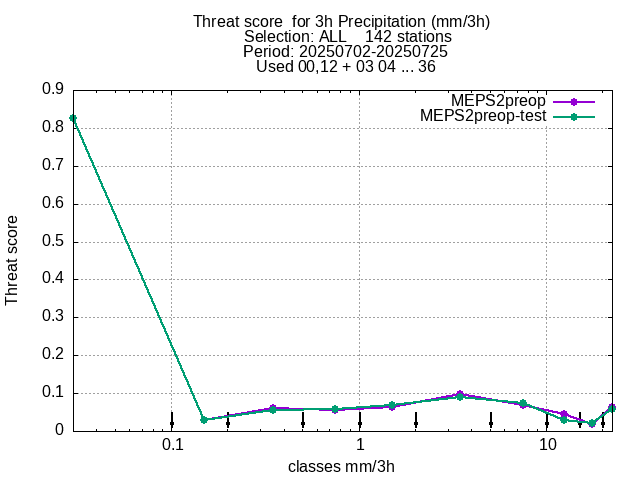 Threat score  for 3h Precipitation (mm/3h)
Selection: ALL    142 stations
Period: 20250702-20250725
Used 00,12 + 03 04 ... 36
MEPS2preop
MEPS2preop-test
0.9
0.8
0.7
0.6
0.5
0.4
0.3
0.2
0.1
0
Threat score
0.1 1 10
classes mm/3h